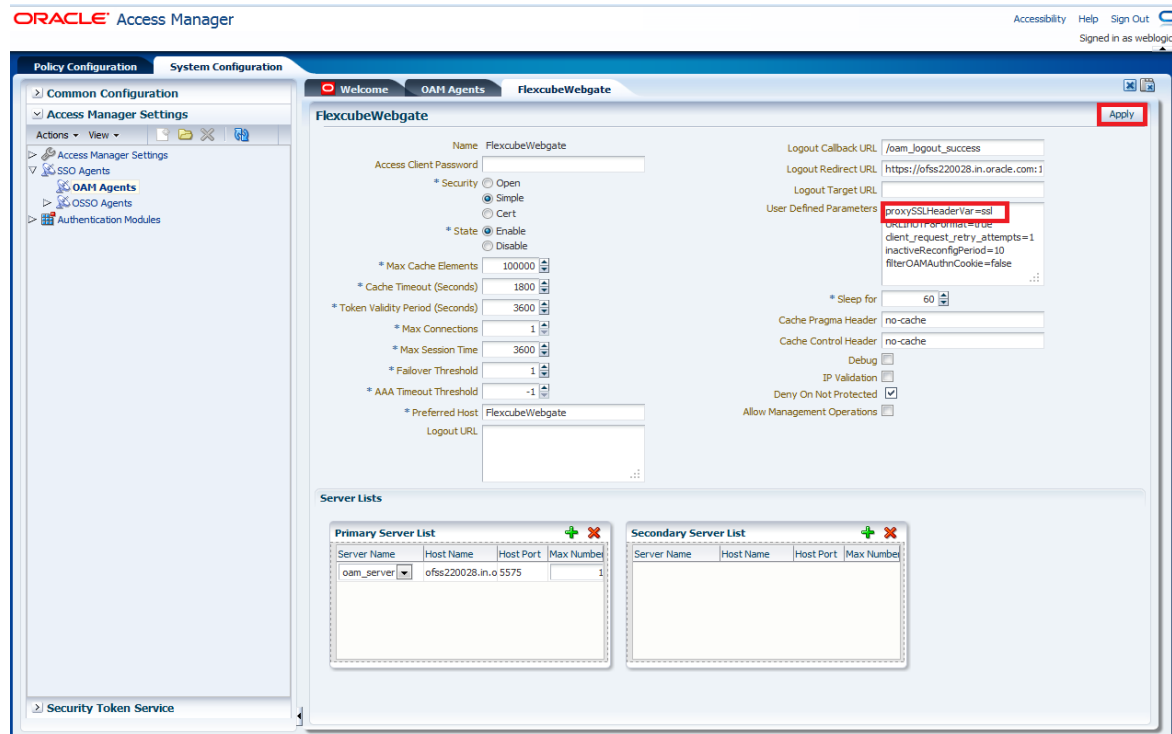 ORACLE Access Manager
Accessibility Help Sign Out
Signed in as weblogic
Policy Configuration System Configuration
Common Configuration
Access Manager Settings
Actions View
Access Manager Settings
SSO Agents
OAM Agents
OSSO Agents
Authentication Modules
Security Token Service
Welcome OAM Agents FlexcubeWebgate
FlexcubeWebgate
Apply
Name FlexcubeWebgate
Access Client Password
* Security Open
Simple
Cert
* State Enable
Disable
* Max Cache Elements 100000
* Cache Timeout (Seconds) 1800
* Token Validity Period (Seconds) 3600
* Max Connections 1
* Max Session Time 3600
* Failover Threshold 1
* AAA Timeout Threshold -1
* Preferred Host FlexcubeWebgate
Logout URL
Logout Callback URL /oam_logout_success
Logout Redirect URL https://ofss220028.in.oracle.com:1
Logout Target URL
User Defined Parameters proxySSLHeaderVar=ssl
URLInUTF8Format=true
client_request_retry_attempts=1
inactiveReconfigPeriod=10
filterOAMAuthnCookie=false
* Sleep for 60
Cache Pragma Header no-cache
Cache Control Header no-cache
Debug
IP Validation
Deny On Not Protected
Allow Management Operations
Server Lists
Primary Server List
Server Name Host Name Host Port Max Number
oam_server ofss220028.in.o 5575 1
Secondary Server List
Server Name Host Name Host Port Max Number